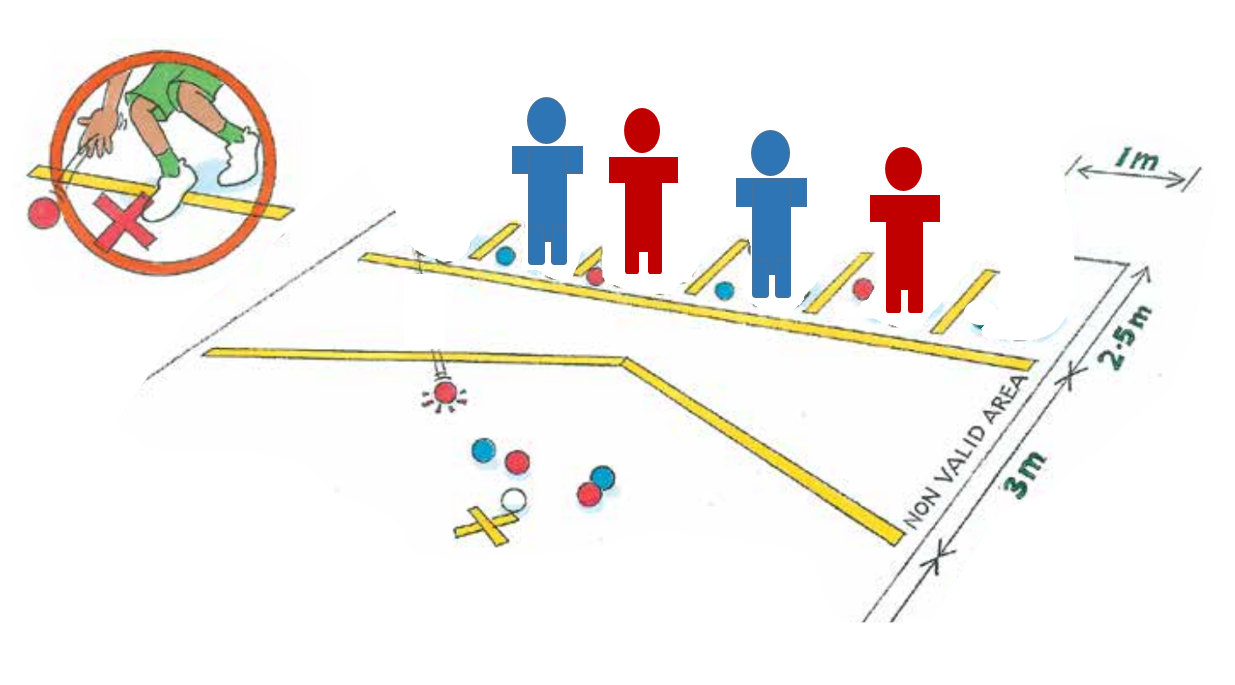 1m
2.5m
NON VALID AREA
3m